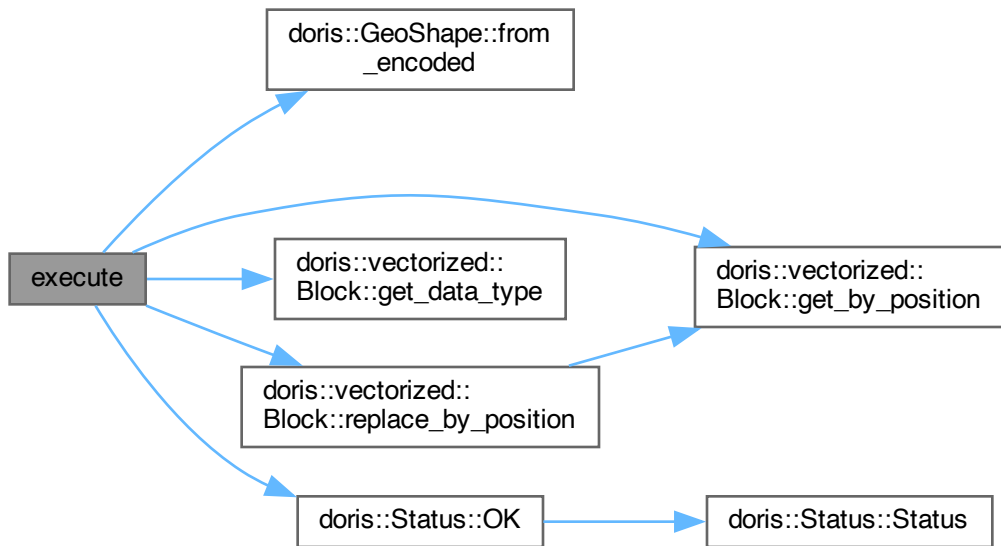 doris::GeoShape::from
_encoded
execute
doris::vectorized::
Block::get_data_type
doris::vectorized::
Block::get_by_position
doris::vectorized::
Block::replace_by_position
doris::Status::OK
doris::Status::Status